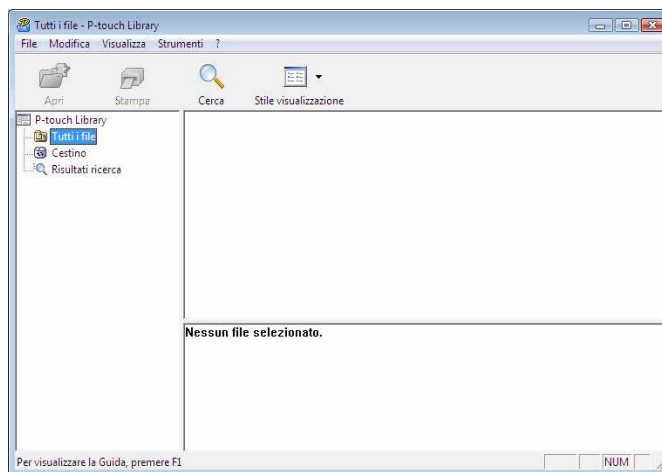 Tutti i file - P-touch Library
File Modifica Visualizza Strumenti ?
Apri Stampa Cerca Stile visualizzazione
P-touch Library
Tutti i file
Cestino
Risultati ricerca
Nessun file selezionato.
Per visualizzare la Guida, premere F1
NUM